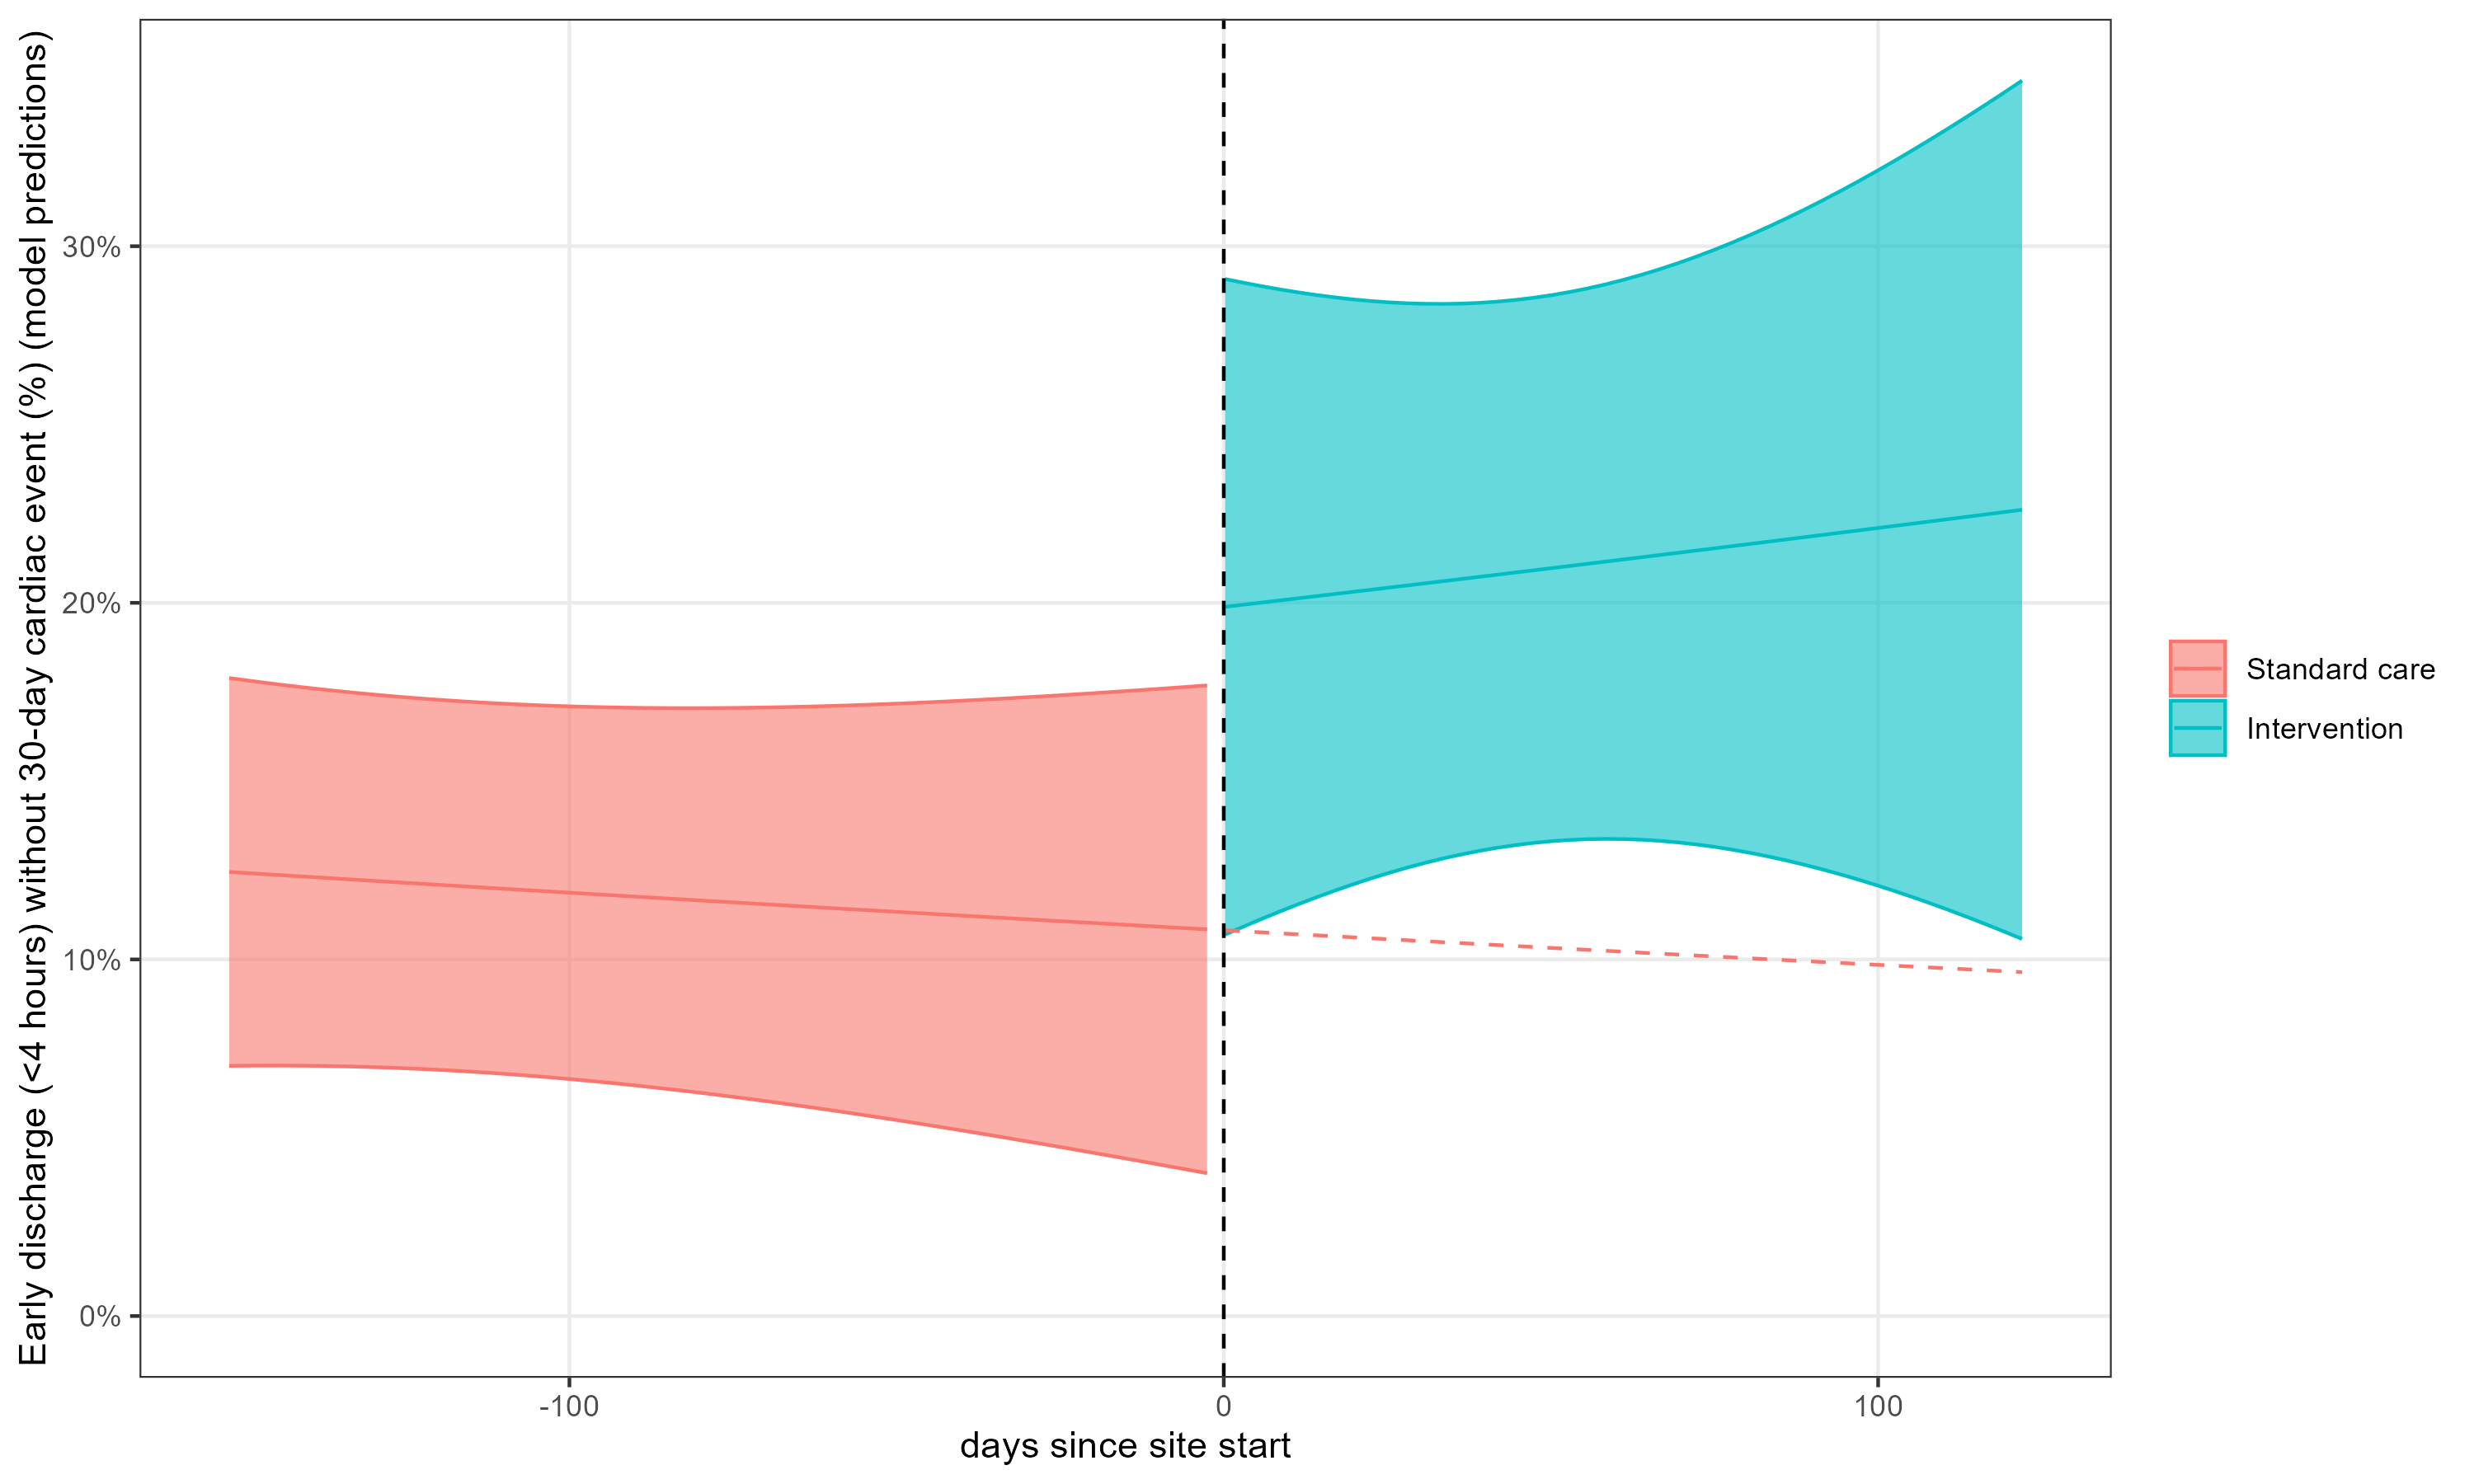 Early discharge (<4 hours) without 30-day cardiac event (%) (model predictions)
30%
20%
10%
0%
-100
0
100
days since site start
Standard care
Intervention